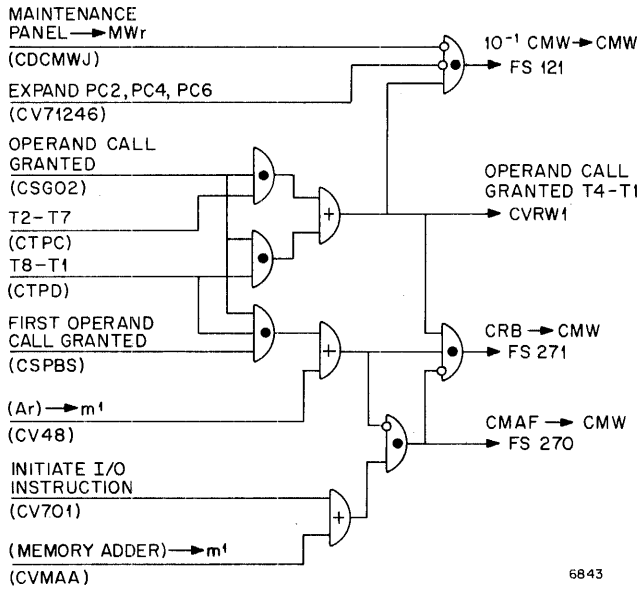 MAINTENANCE
PANEL → MWr
(CDCMWJ)
EXPAND PC2, PC4, PC6
(CV71246)
OPERAND CALL
GRANTED
(CSGO2)
T2-T7
(CTPC)
T8-T1
(CTPD)
FIRST OPERAND
CALL GRANTED
(CSPBS)
(Ar) → m¹
(CV48)
INITIATE I/O
INSTRUCTION
(CV701)
(MEMORY ADDER) → m¹
(CVMAA)
10⁻¹ CMW → CMW
FS 121
OPERAND CALL
GRANTED T4-T1
CVRW1
CRB → CMW
FS 271
CMAF → CMW
FS 270
+
+
+
6843